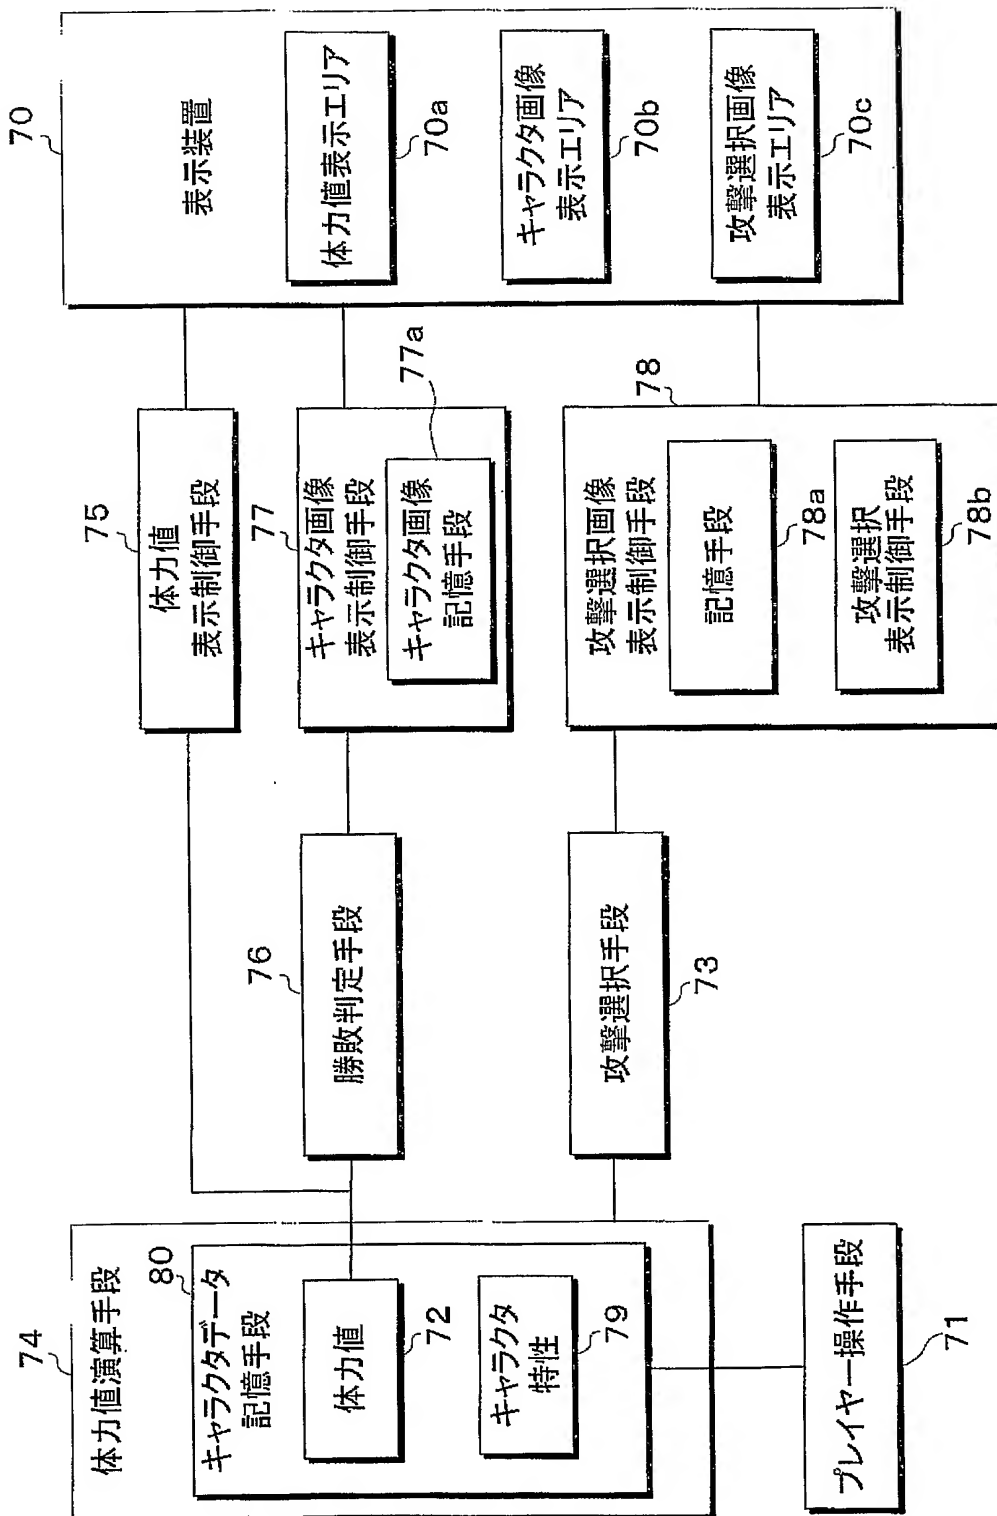 74
体力値演算手段
80
キャラクタデータ
記憶手段
体力値
72
キャラクタ
特性
79
プレイヤー操作手段
71
76
勝敗判定手段
攻撃選択手段
73
75
体力値
表示制御手段
77
キャラクタ画像
表示制御手段
キャラクタ画像
記憶手段
77a
78
攻撃選択画像
表示制御手段
記憶手段
78a
攻撃選択
表示制御手段
78b
70
表示装置
体力値表示エリア
70a
キャラクタ画像
表示エリア
70b
攻撃選択画像
表示エリア
70c